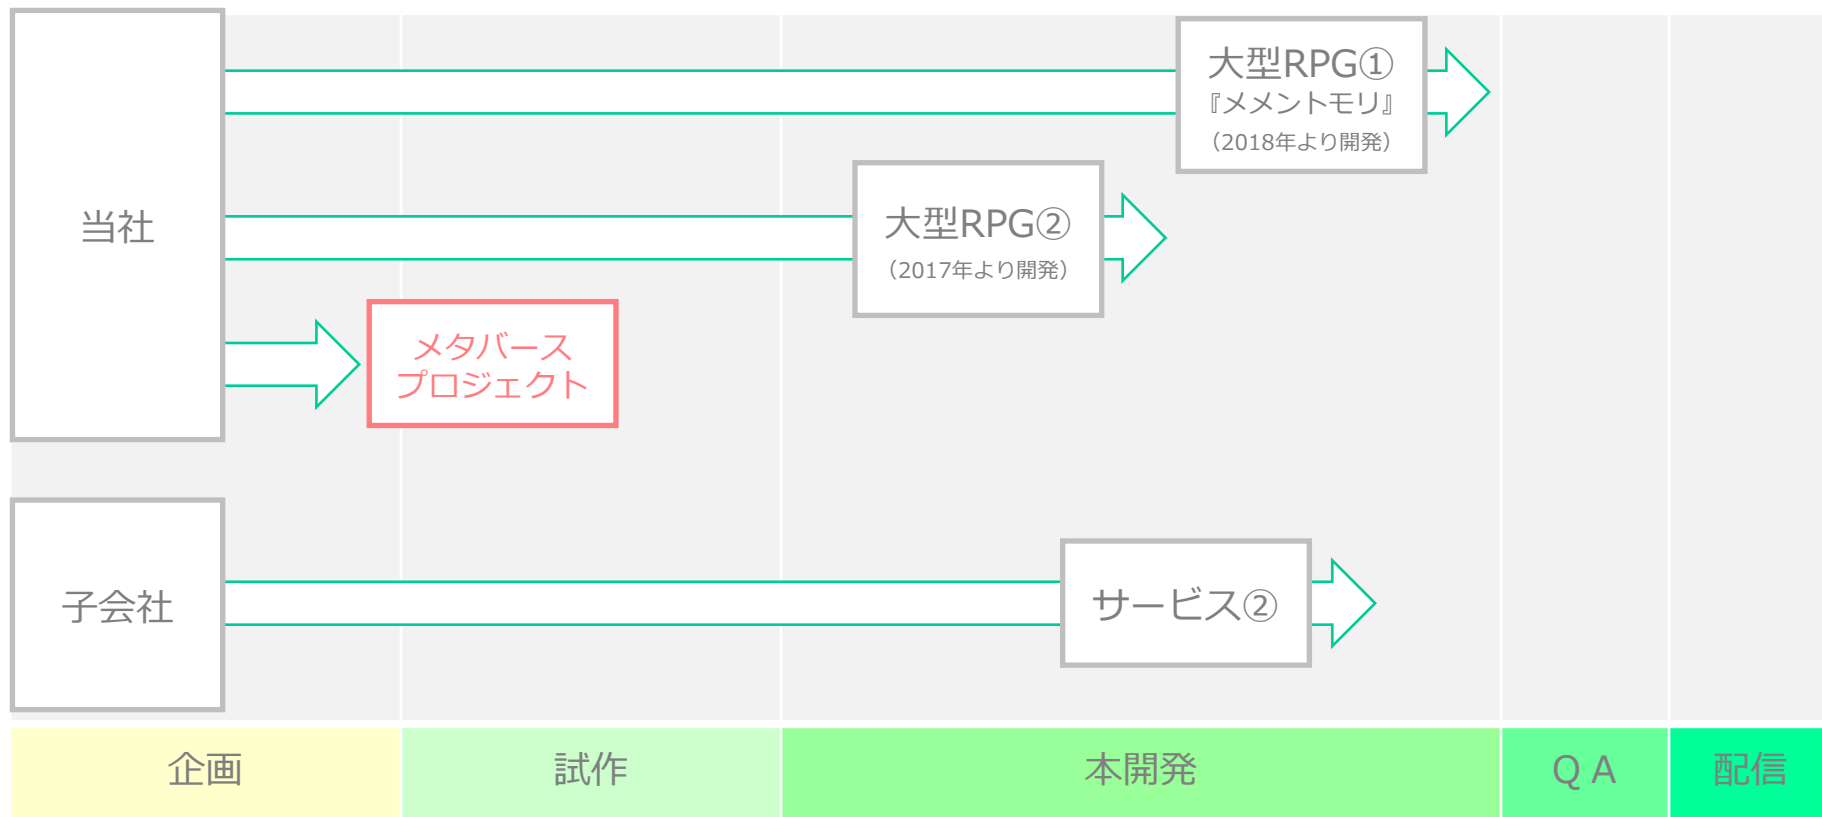 当社
大型RPG①
『メメントモリ』
（2018年より開発）
大型RPG②
（2017年より開発）
メタバース
プロジェクト
子会社
サービス②
企画
試作
本開発
ＱＡ
配信